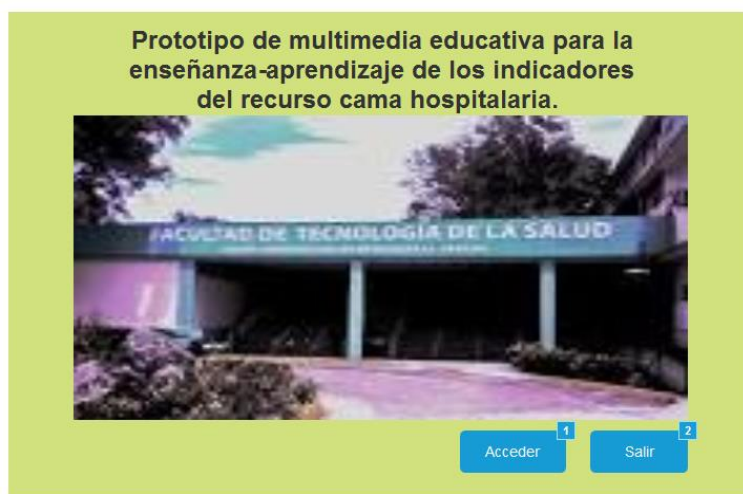 Prototipo de multimedia educativa para la
enseñanza-aprendizaje de los indicadores
del recurso cama hospitalaria.
FACULTAD DE TECNOLOGÍA DE LA SALUD
1
2
Acceder
Salir